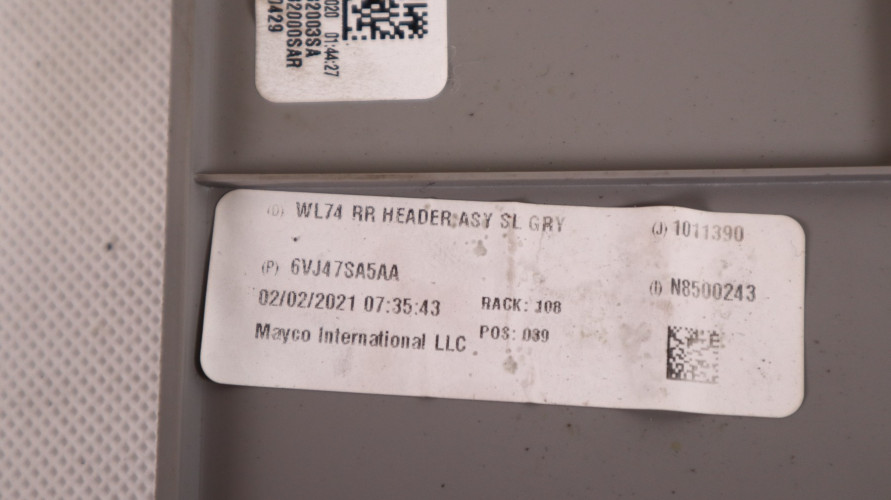 020 01:44:27
2003SA
2000SAR
0429
(D) WL74 RR HEADER ASY SL GRY
(J) 1011390
(P) 6VJ47SA5AA
(I) N8500243
02/02/2021 07:35:43
RACK: 108
Mayco International LLC
POS: 039